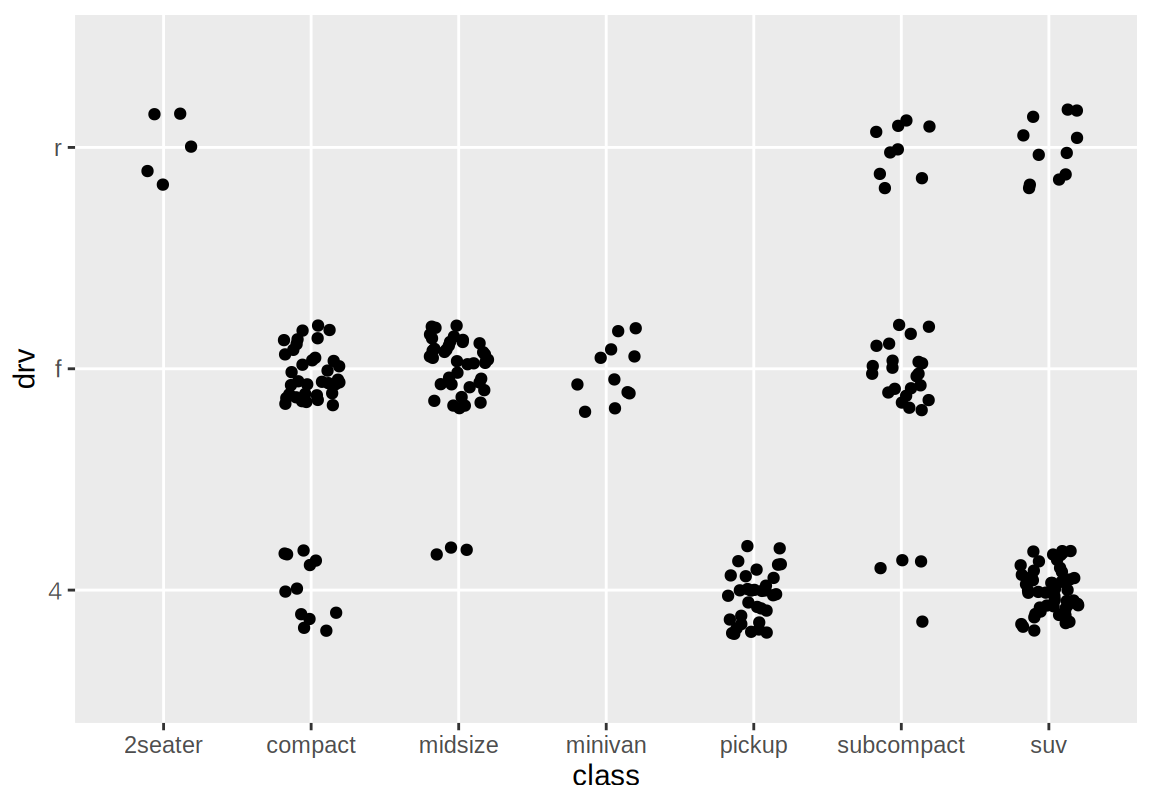 drv
r
f
4
2seater compact midsize minivan pickup subcompact suv
class